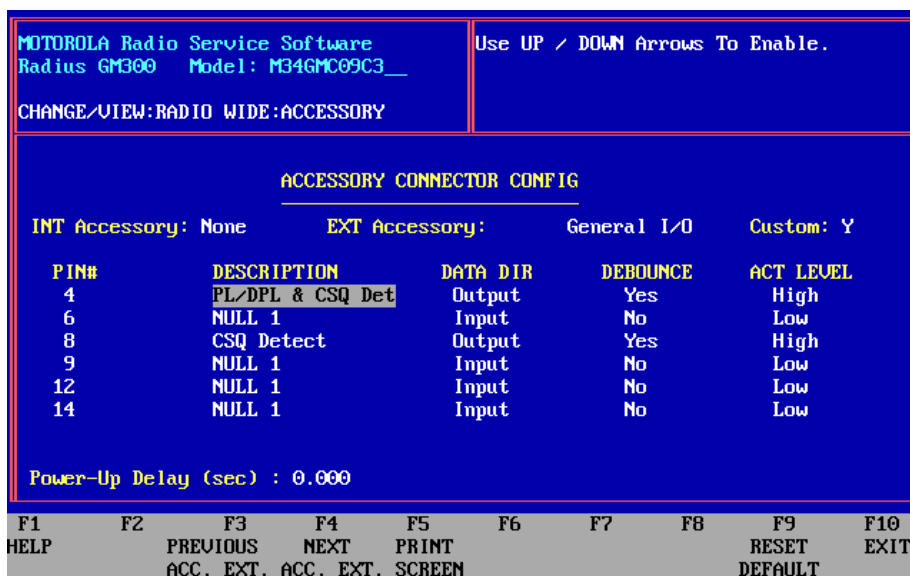 MOTOROLA Radio Service Software
Radius GM300 Model: M34GMC09C3__
CHANGE/VIEW:RADIO WIDE:ACCESSORY
Use UP / DOWN Arrows To Enable.
ACCESSORY CONNECTOR CONFIG
INT Accessory: None EXT Accessory: General I/O Custom: Y
PIN# DESCRIPTION DATA DIR DEBOUNCE ACT LEVEL
4 PL/DPL & CSQ Det Output Yes High
6 NULL 1 Input No Low
8 CSQ Detect Output Yes High
9 NULL 1 Input No Low
12 NULL 1 Input No Low
14 NULL 1 Input No Low
Power-Up Delay (sec) : 0.000
F1 F2 F3 F4 F5 F6 F7 F8 F9 F10
HELP PREVIOUS NEXT PRINT RESET EXIT
ACC. EXT. ACC. EXT. SCREEN DEFAULT